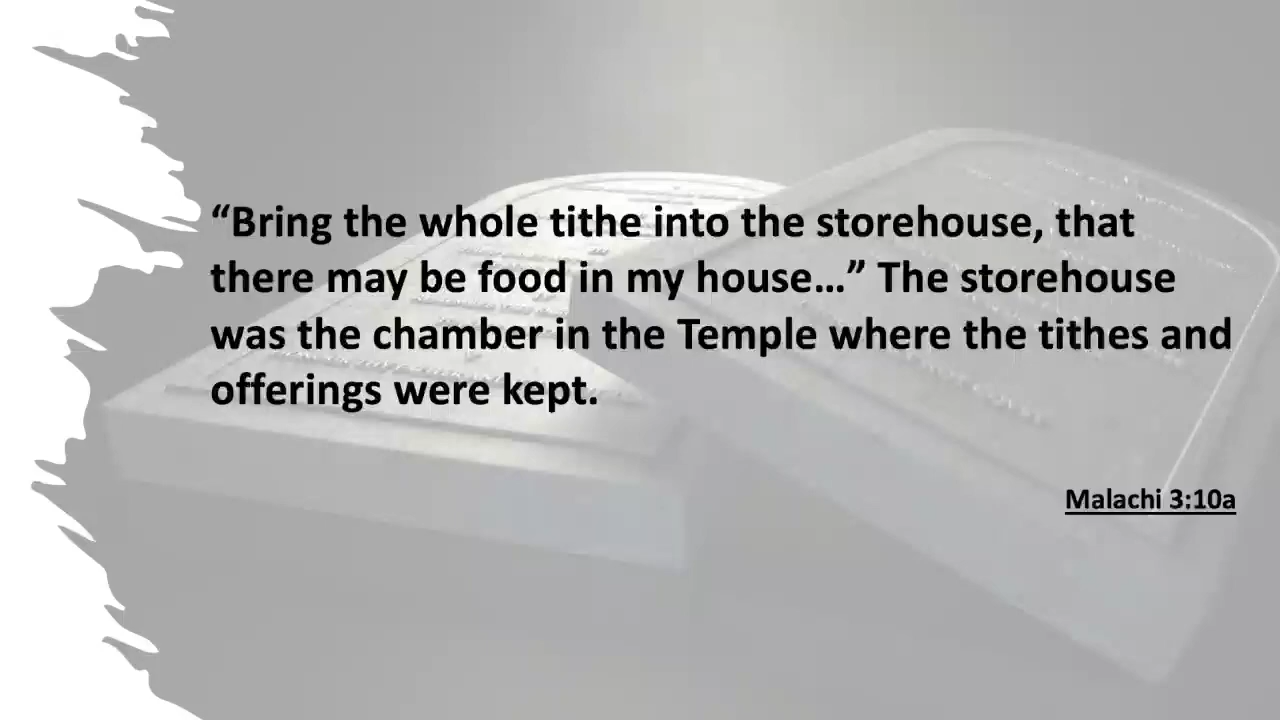 “Bring the whole tithe into the storehouse, that
there may be food in my house…” The storehouse
was the chamber in the Temple where the tithes and
offerings were kept.
Malachi 3:10a